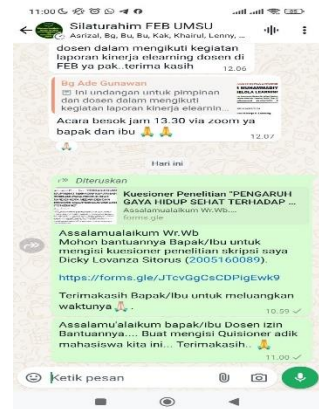 11:00
Silaturahim FEB UMSU
Asrizal, Bg, Bu, Bu, Kak, Khairul, Lenny, ...
dosen dalam mengikuti kegiatan
laporan kinerja elearning dosen di
FEB ya pak..terima kasih
12.06
Bg Ade Gunawan
Ini undangan untuk pimpinan
dan dosen dalam mengikuti
kegiatan laporan kinerja elearnin...
Acara besok jam 13.30 via zoom ya
bapak dan ibu 🙏🙏
12.07
Hari ini
Diteruskan
Kuesioner Penelitian "PENGARUH
GAYA HIDUP SEHAT TERHADAP ...
Assalamualaikum Wr.Wb....
forms.gle
Assalamualaikum Wr.Wb
Mohon bantuannya Bapak/Ibu untuk
mengisi kuesioner penelitian skripsi saya
Dicky Lovanza Sitorus (2005160089).
https://forms.gle/JTcvGgCsCDPigEwk9
Terimakasih Bapak/Ibu untuk meluangkan
waktunya🙏.
10.59
Assalamu'alaikum bapak/Ibu Dosen izin
Bantuannya.... Buat mengisi Quisioner adik
mahasiswa kita ini... Terimakasih.. 🙏
11.00
Ketik pesan